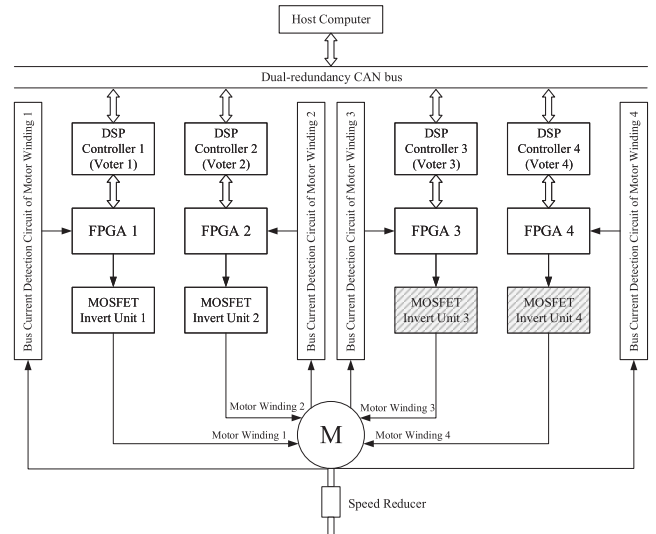 Host Computer
Dual-redundancy CAN bus
Bus Current Detection Circuit of Motor Winding 1
DSP
Controller 1
(Voter 1)
DSP
Controller 2
(Voter 2)
Bus Current Detection Circuit of Motor Winding 2
Bus Current Detection Circuit of Motor Winding 3
DSP
Controller 3
(Voter 3)
DSP
Controller 4
(Voter 4)
Bus Current Detection Circuit of Motor Winding 4
FPGA 1
FPGA 2
FPGA 3
FPGA 4
MOSFET
Invert Unit 1
MOSFET
Invert Unit 2
MOSFET
Invert Unit 3
MOSFET
Invert Unit 4
Motor Winding 2
Motor Winding 3
Motor Winding 1
M
Motor Winding 4
Speed Reducer